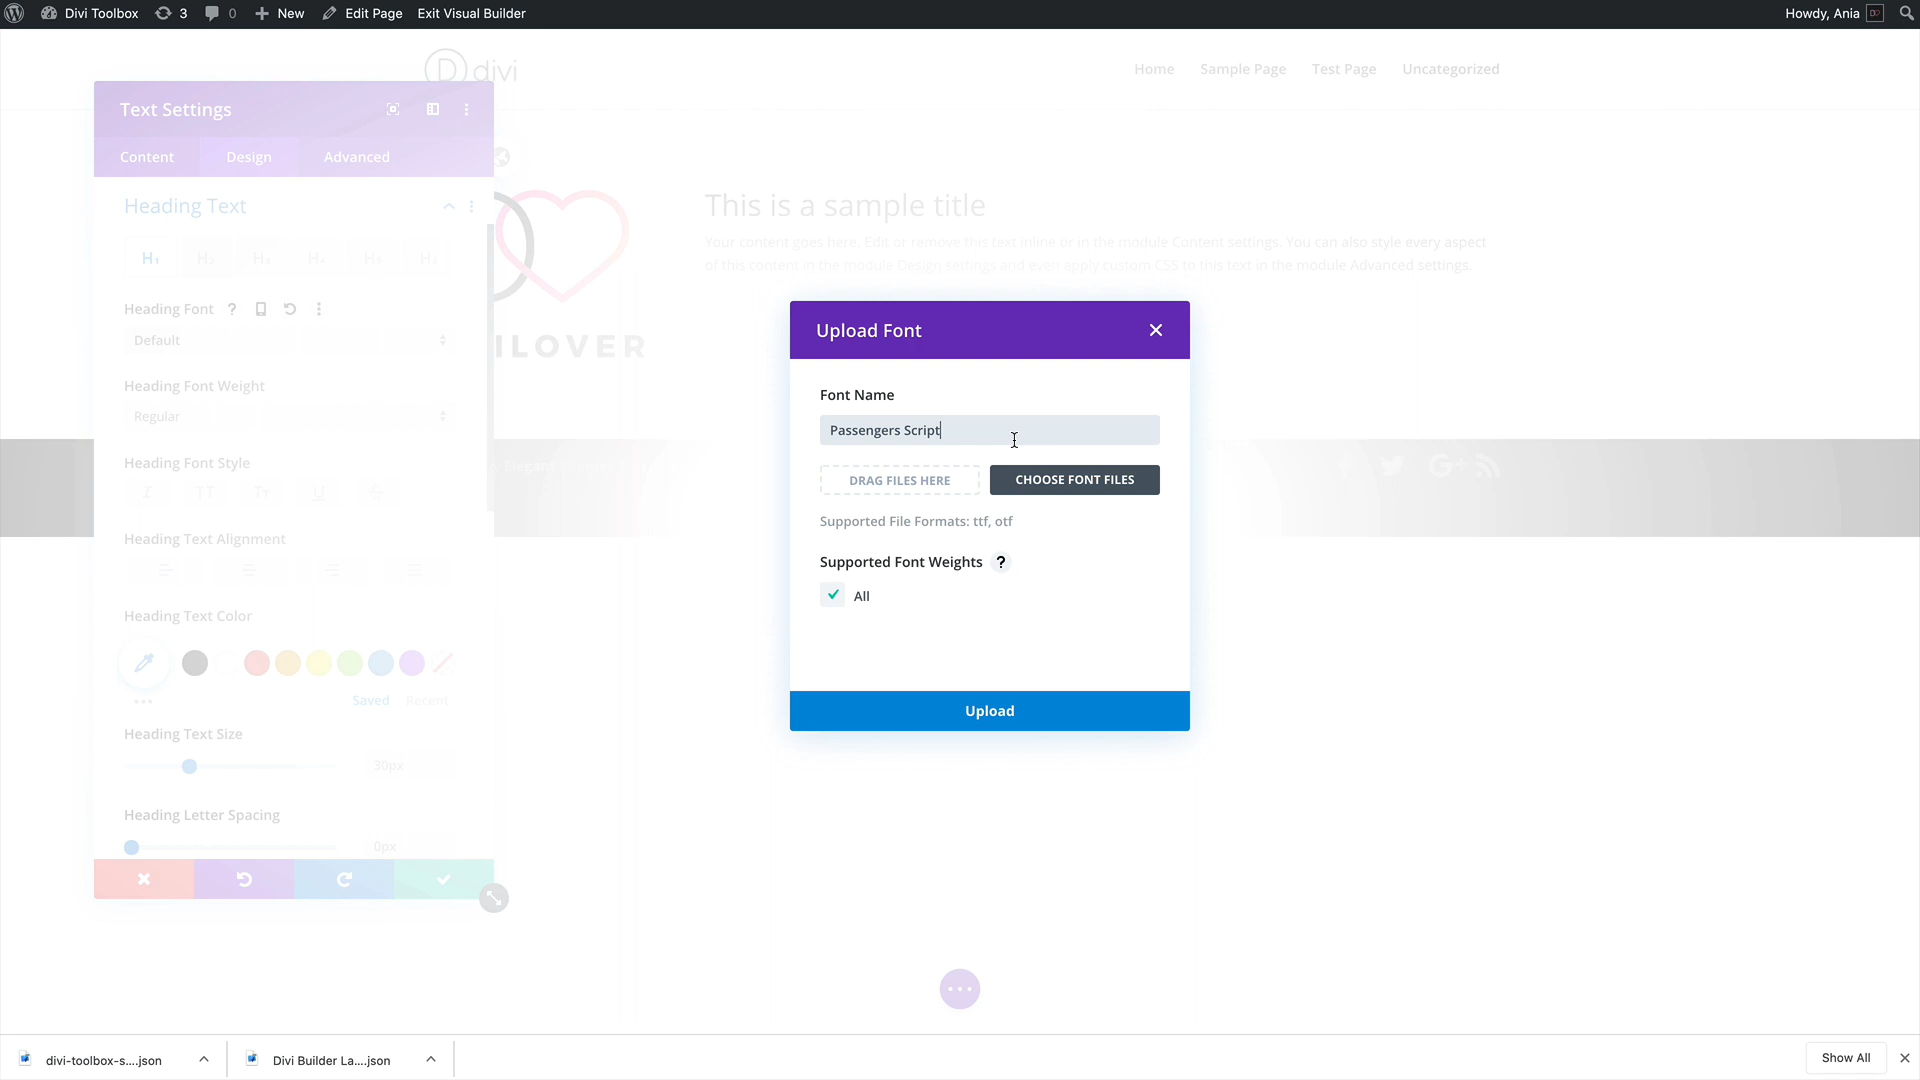 Divi Toolbox
3
0
New
Edit Page
Exit Visual Builder
Howdy, Ania
divi
Home
Sample Page
Test Page
Uncategorized
Text Settings
Content
Design
Advanced
Heading Text
H1
H2
H3
H4
H5
H6
Heading Font ?
Default
Heading Font Weight
Regular
Heading Font Style
I TT Tᴛ U S
Heading Text Alignment
Heading Text Color
Saved
Recent
Heading Text Size
30px
Heading Letter Spacing
0px
This is a sample title
Your content goes here. Edit or remove this text inline or in the module Content settings. You can also style every aspect
of this content in the module Design settings and even apply custom CSS to this text in the module Advanced settings.
ILOVER
Elegant
Upload Font
Font Name
Passengers Script
DRAG FILES HERE
CHOOSE FONT FILES
Supported File Formats: ttf, otf
Supported Font Weights ?
All
Upload
divi-toolbox-s....json
Divi Builder La....json
Show All